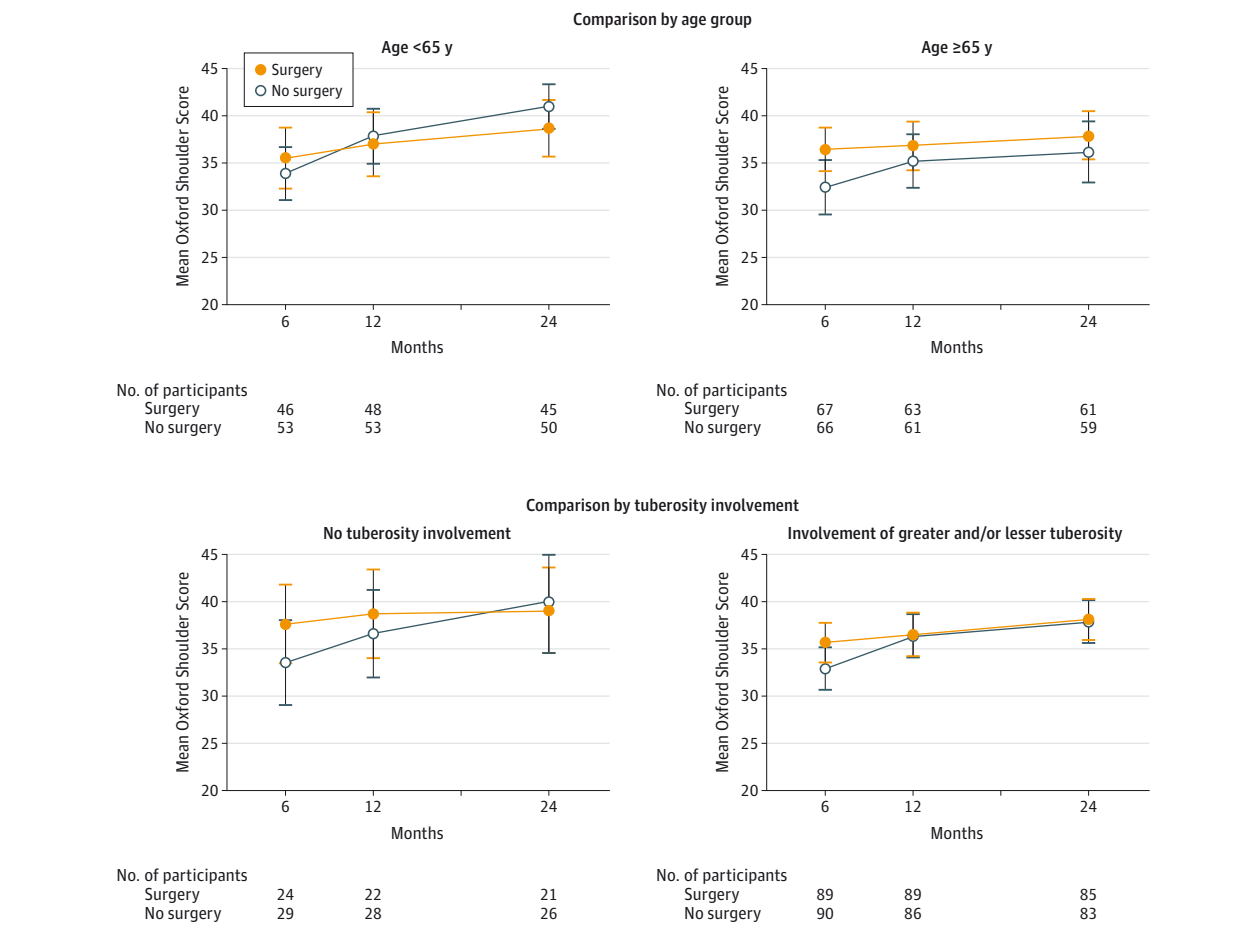 Comparison by age group
Age <65 y
Surgery
No surgery
Mean Oxford Shoulder Score
45
40
35
30
25
20
6 12 24
Months
No. of participants
Surgery 46 48 45
No surgery 53 53 50
Age ≥65 y
Mean Oxford Shoulder Score
45
40
35
30
25
20
6 12 24
Months
No. of participants
Surgery 67 63 61
No surgery 66 61 59
Comparison by tuberosity involvement
No tuberosity involvement
Mean Oxford Shoulder Score
45
40
35
30
25
20
6 12 24
Months
No. of participants
Surgery 24 22 21
No surgery 29 28 26
Involvement of greater and/or lesser tuberosity
Mean Oxford Shoulder Score
45
40
35
30
25
20
6 12 24
Months
No. of participants
Surgery 89 89 85
No surgery 90 86 83